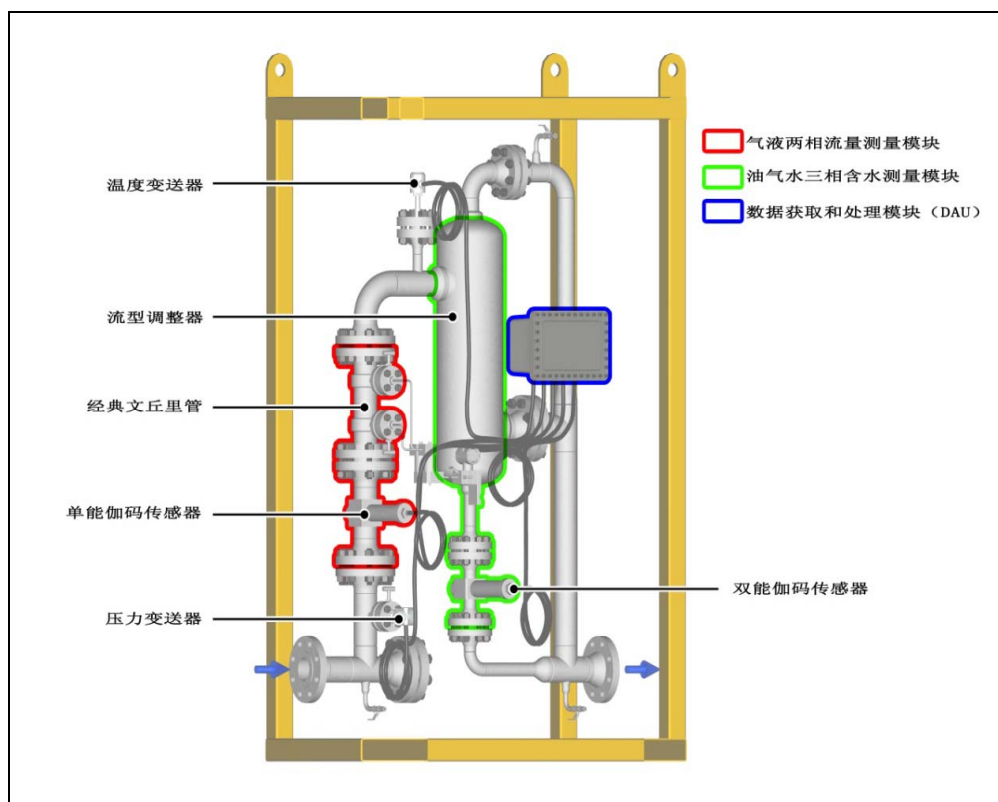 气液两相流量测量模块
油气水三相含水测量模块
数据获取和处理模块（DAU）
温度变送器
流型调整器
经典文丘里管
单能伽码传感器
压力变送器
双能伽码传感器